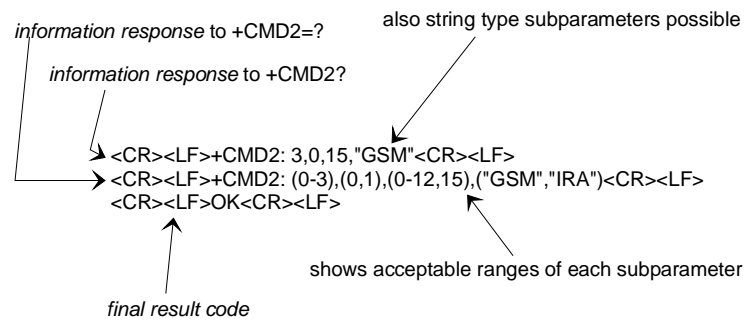 information response to +CMD2=?
also string type subparameters possible
information response to +CMD2?
<CR><LF>+CMD2: 3,0,15,"GSM"<CR><LF>
<CR><LF>+CMD2: (0-3),(0,1),(0-12,15),("GSM","IRA")<CR><LF>
<CR><LF>OK<CR><LF>
shows acceptable ranges of each subparameter
final result code